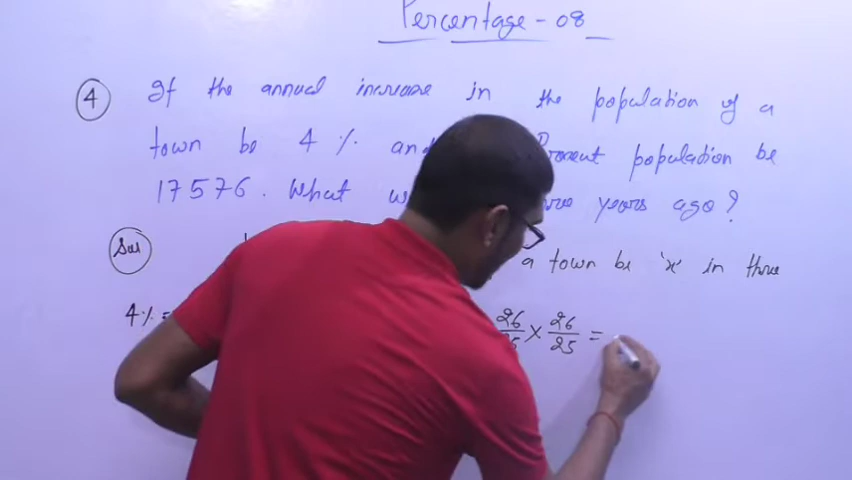 Percentage - 08
4 If the annual increase in the population of a
town be 4 % and Present population be
17576 . What years ago ?
Sol a town be 'x' in three
4% = 26/25 × 26/25 =